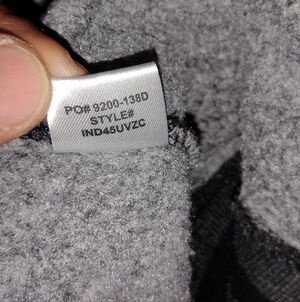 PO# 9200-138D
STYLE#
IND45UVZC